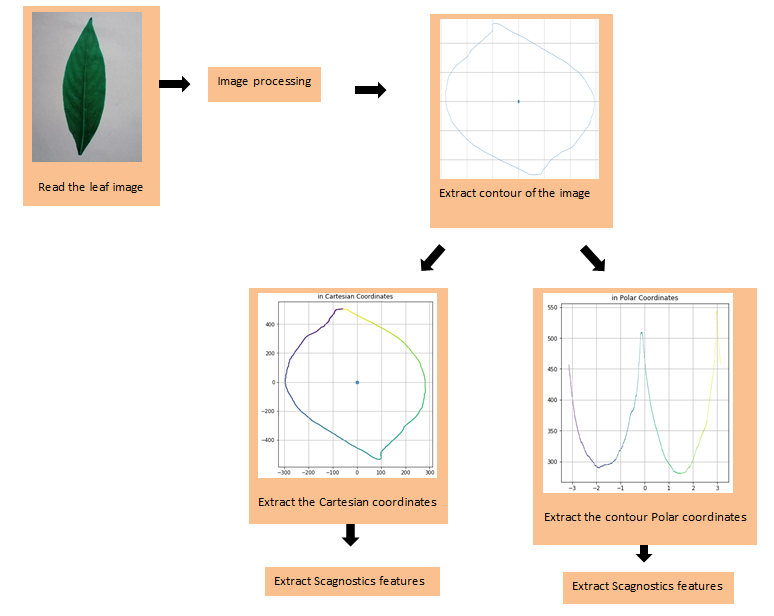 Read the leaf image
Image processing
Extract contour of the image
in Cartesian Coordinates
400
200
0
−200
−400
−300 −200 −100 0 100 200 300
Extract the Cartesian coordinates
Extract Scagnostics features
in Polar Coordinates
550
500
450
400
350
300
−3 −2 −1 0 1 2 3
Extract the contour Polar coordinates
Extract Scagnostics features